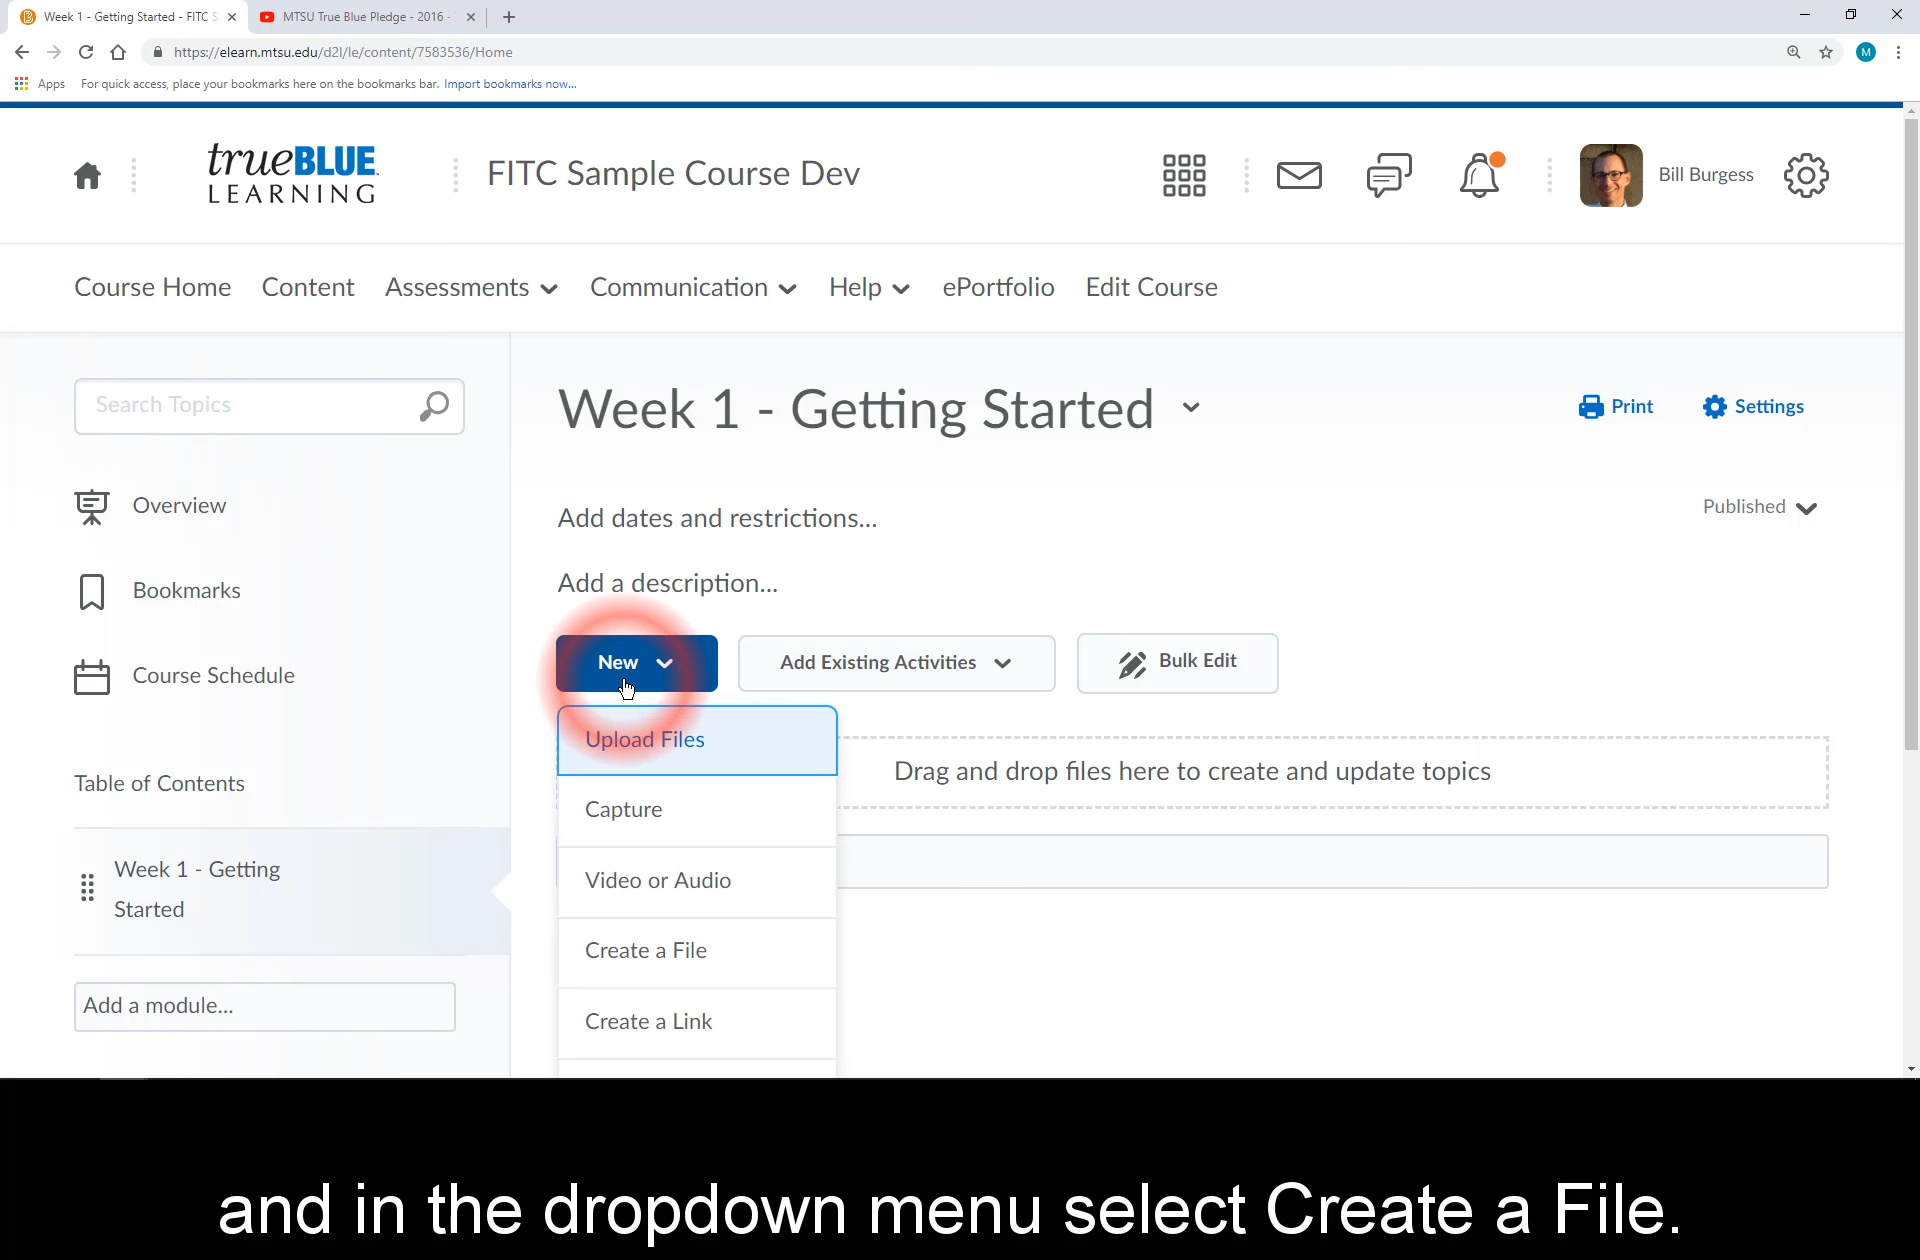 Week 1 - Getting Started - FITC S
MTSU True Blue Pledge - 2016 -
https://elearn.mtsu.edu/d2l/le/content/7583536/Home
M
Apps
For quick access, place your bookmarks here on the bookmarks bar. Import bookmarks now...
trueBLUE.
LEARNING
FITC Sample Course Dev
Bill Burgess
Course Home
Content
Assessments
Communication
Help
ePortfolio
Edit Course
Search Topics
Week 1 - Getting Started
Print
Settings
Overview
Add dates and restrictions...
Published
Bookmarks
Add a description...
Course Schedule
New
Add Existing Activities
Bulk Edit
Upload Files
Table of Contents
Drag and drop files here to create and update topics
Capture
Week 1 - Getting
Started
Video or Audio
Create a File
Add a module...
Create a Link
and in the dropdown menu select Create a File.